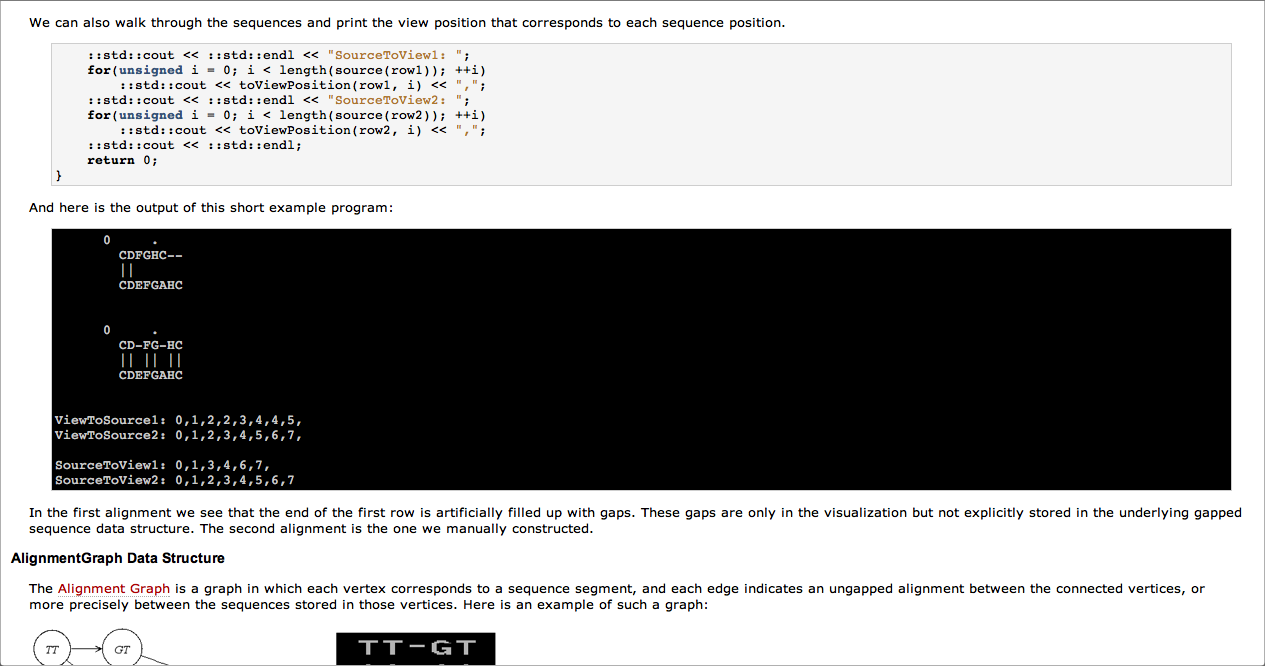 We can also walk through the sequences and print the view position that corresponds to each sequence position.
::std::cout << ::std::endl << "SourceToView1: ";
for(unsigned i = 0; i < length(source(row1)); ++i)
::std::cout << toViewPosition(row1, i) << ",";
::std::cout << ::std::endl << "SourceToView2: ";
for(unsigned i = 0; i < length(source(row2)); ++i)
::std::cout << toViewPosition(row2, i) << ",";
::std::cout << ::std::endl;
return 0;
}
And here is the output of this short example program:
0 .
CDFGHC--
||
CDEFGAHC
0 .
CD-FG-HC
|| || ||
CDEFGAHC
ViewToSource1: 0,1,2,2,3,4,4,5,
ViewToSource2: 0,1,2,3,4,5,6,7,
SourceToView1: 0,1,3,4,6,7,
SourceToView2: 0,1,2,3,4,5,6,7
In the first alignment we see that the end of the first row is artificially filled up with gaps. These gaps are only in the visualization but not explicitly stored in the underlying gapped
sequence data structure. The second alignment is the one we manually constructed.
AlignmentGraph Data Structure
The Alignment Graph is a graph in which each vertex corresponds to a sequence segment, and each edge indicates an ungapped alignment between the connected vertices, or
more precisely between the sequences stored in those vertices. Here is an example of such a graph:
TT GT TT-GT